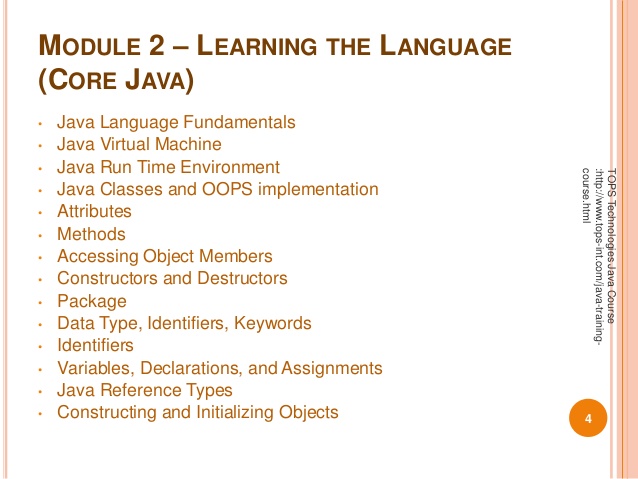 MODULE 2 – LEARNING THE LANGUAGE
(CORE JAVA)
• Java Language Fundamentals
• Java Virtual Machine
• Java Run Time Environment
• Java Classes and OOPS implementation
• Attributes
• Methods
• Accessing Object Members
• Constructors and Destructors
• Package
• Data Type, Identifiers, Keywords
• Identifiers
• Variables, Declarations, and Assignments
• Java Reference Types
• Constructing and Initializing Objects
TOPS Technologies Java Course
:http://www.tops-int.com/java-training-
course.html
4